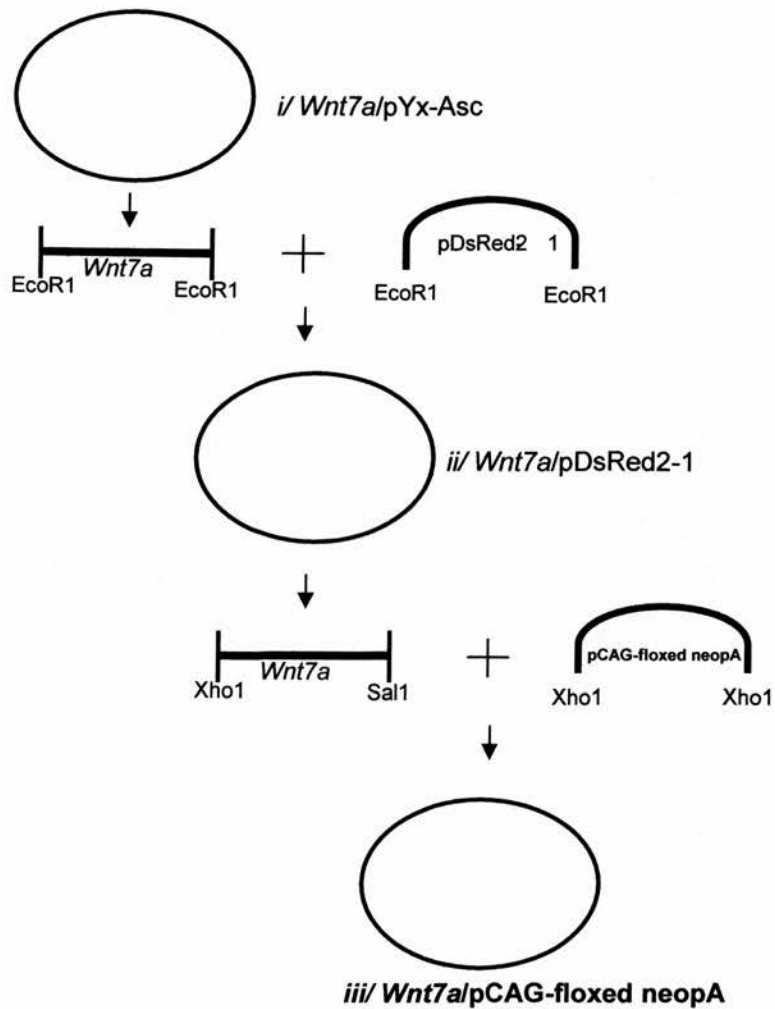 i/ Wnt7a/pYx-Asc
Wnt7a
EcoR1 EcoR1
+
pDsRed2- 1
EcoR1 EcoR1
ii/ Wnt7a/pDsRed2-1
Wnt7a
Xho1 Sal1
+
pCAG-floxed neopA
Xho1 Xho1
iii/ Wnt7a/pCAG-floxed neopA